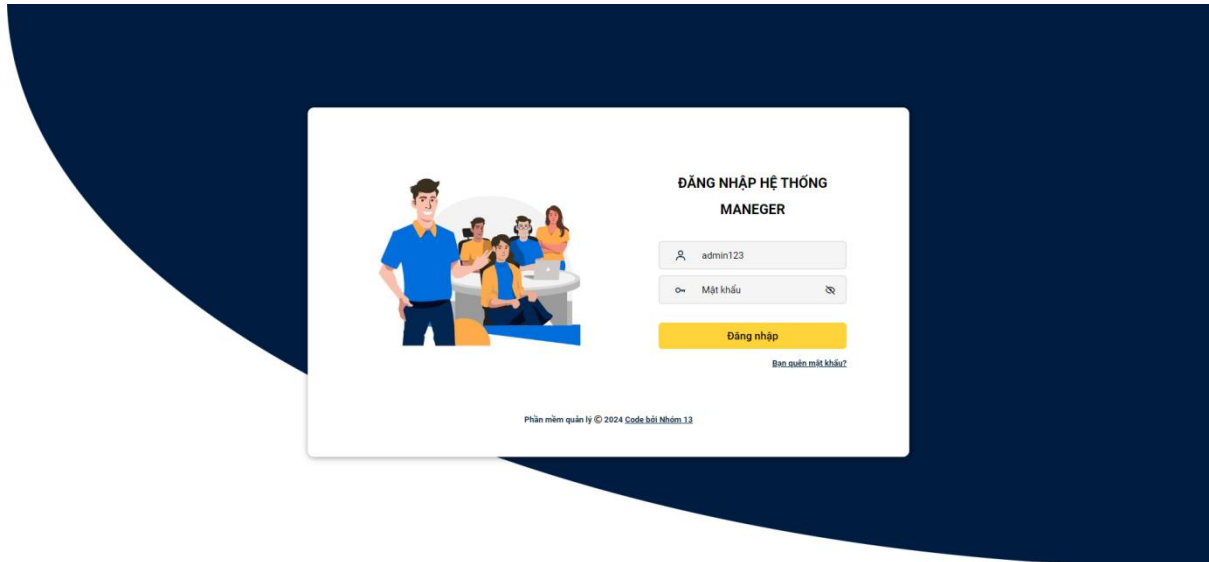 ĐĂNG NHẬP HỆ THỐNG
MANEGER
admin123
Mật khẩu
Đăng nhập
Bạn quên mật khẩu?
Phần mềm quản lý © 2024 Code bởi Nhóm 13